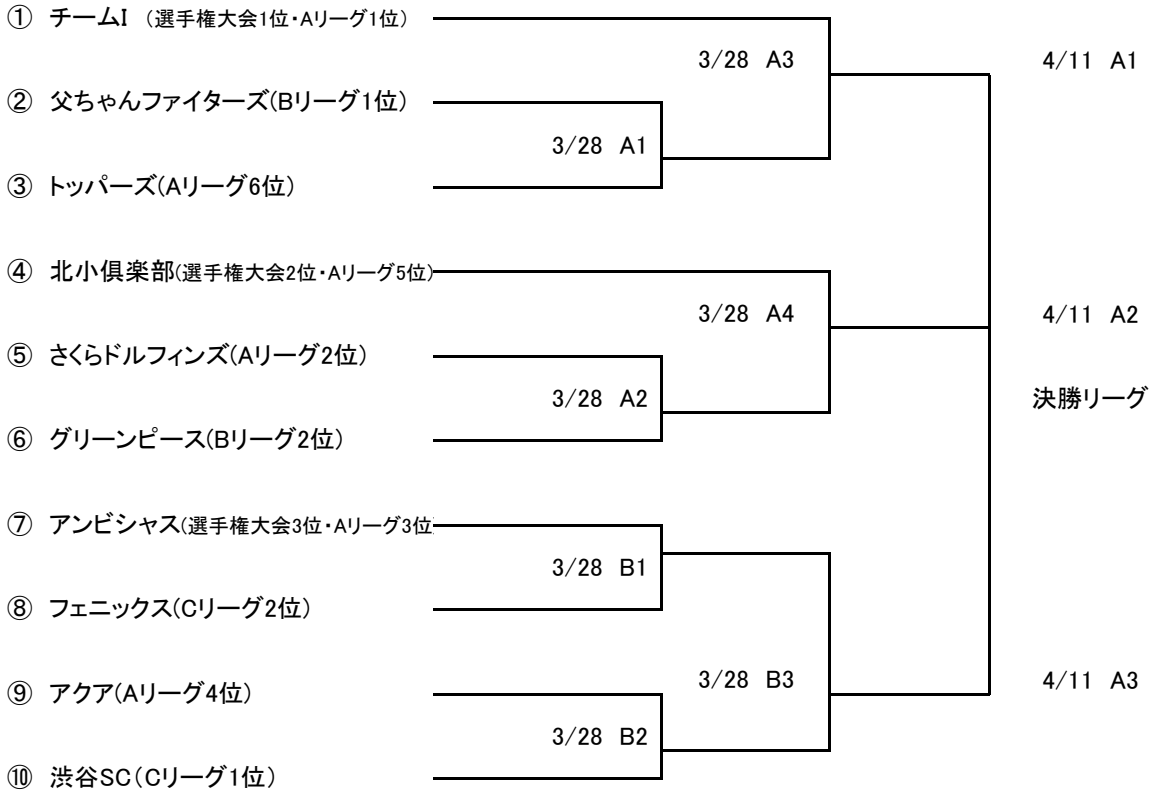 ① チームI （選手権大会1位・Aリーグ1位）
3/28 A3
4/11 A1
② 父ちゃんファイターズ(Bリーグ1位)
3/28 A1
③ トッパーズ(Aリーグ6位)
④ 北小倶楽部(選手権大会2位・Aリーグ5位)
3/28 A4
4/11 A2
⑤ さくらドルフィンズ(Aリーグ2位)
3/28 A2
決勝リーグ
⑥ グリーンピース(Bリーグ2位)
⑦ アンビシャス(選手権大会3位・Aリーグ3位
3/28 B1
⑧ フェニックス(Cリーグ2位)
⑨ アクア(Aリーグ4位)
3/28 B3
4/11 A3
3/28 B2
⑩ 渋谷SC（Cリーグ1位）